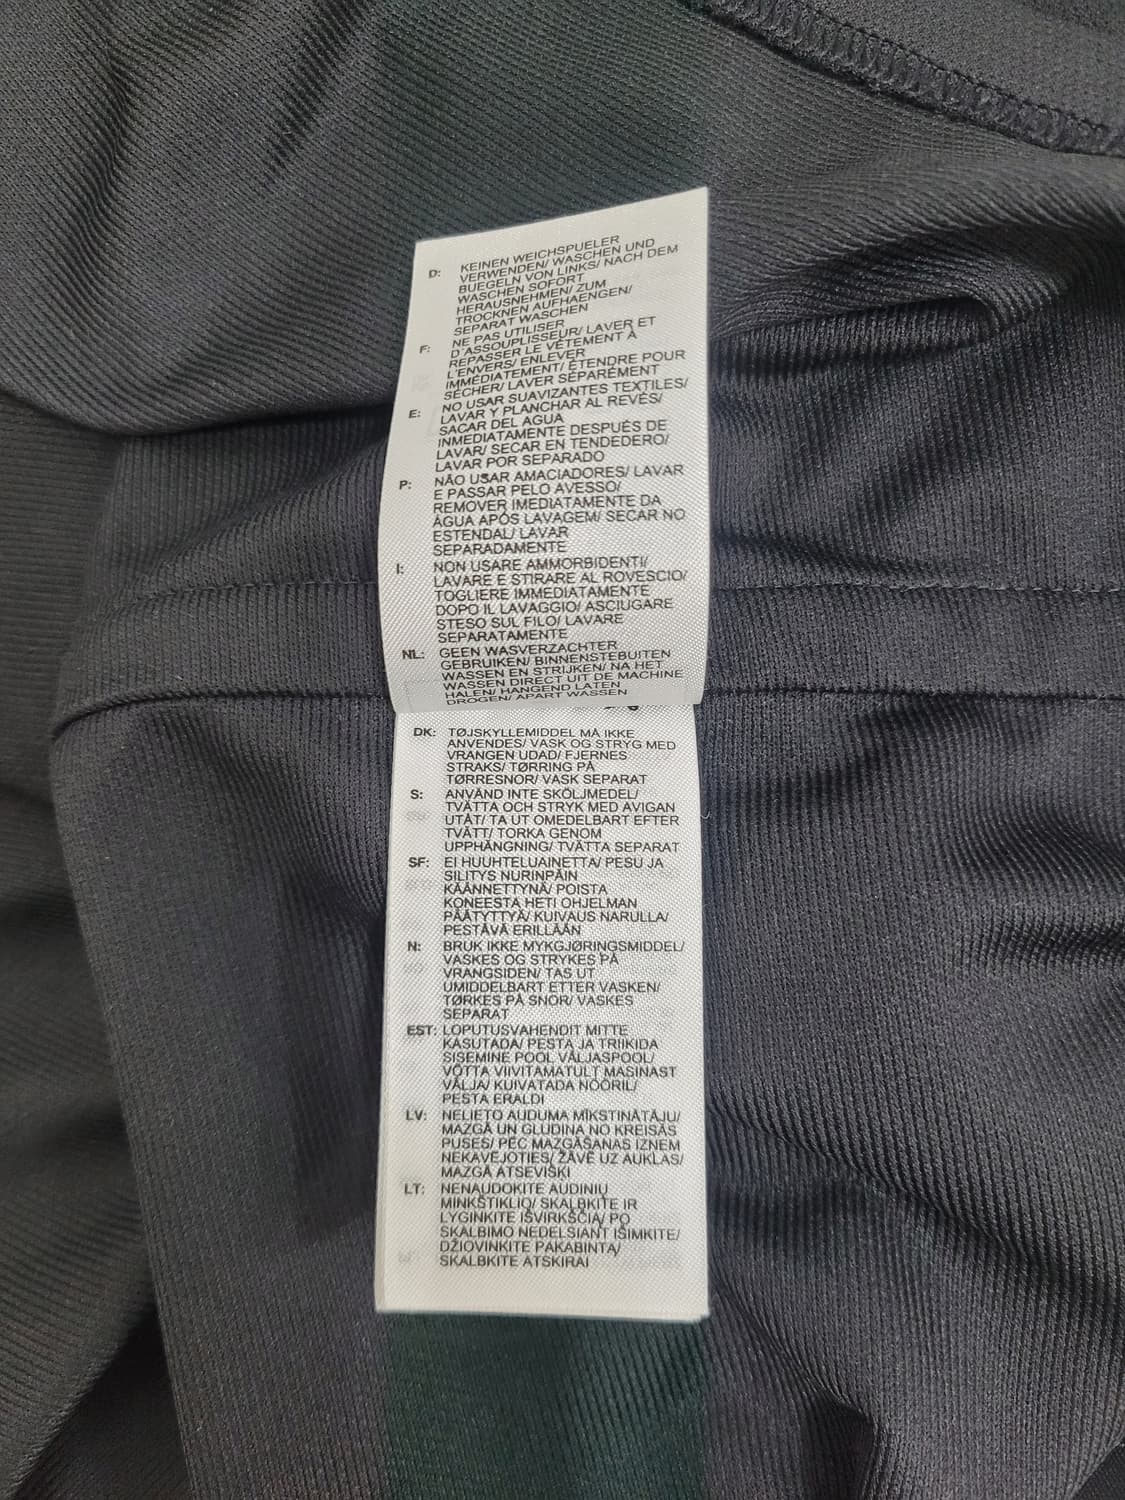 D: KEINEN WEICHSPUELER
VERWENDEN/ WASCHEN UND
BUEGELN VON LINKS/ NACH DEM
WASCHEN SOFORT
HERAUSNEHMEN/ ZUM
TROCKNEN AUFHAENGEN/
SEPARAT WASCHEN
F: NE PAS UTILISER
D'ASSOUPLISSEUR/ LAVER ET
REPASSER LE VÊTEMENT À
L'ENVERS/ ENLEVER
IMMÉDIATEMENT/ ÉTENDRE POUR
SÉCHER/ LAVER SÉPARÉMENT
E: NO USAR SUAVIZANTES TEXTILES/
LAVAR Y PLANCHAR AL REVÉS/
SACAR DEL AGUA
INMEDIATAMENTE DESPUÉS DE
LAVAR/ SECAR EN TENDEDERO/
LAVAR POR SEPARADO
P: NÃO USAR AMACIADORES/ LAVAR
E PASSAR PELO AVESSO/
REMOVER IMEDIATAMENTE DA
ÁGUA APÓS LAVAGEM/ SECAR NO
ESTENDAL/ LAVAR
SEPARADAMENTE
I: NON USARE AMMORBIDENTI/
LAVARE E STIRARE AL ROVESCIO/
TOGLIERE IMMEDIATAMENTE
DOPO IL LAVAGGIO/ ASCIUGARE
STESO SUL FILO/ LAVARE
SEPARATAMENTE
NL: GEEN WASVERZACHTER
GEBRUIKEN/ BINNENSTEBUITEN
WASSEN EN STRIJKEN/ NA HET
WASSEN DIRECT UIT DE MACHINE
HALEN/ HANGEND LATEN
DROGEN/ APART WASSEN
DK: TØJSKYLLEMIDDEL MÅ IKKE
ANVENDES/ VASK OG STRYG MED
VRANGEN UDAD/ FJERNES
STRAKS/ TØRRING PÅ
TØRRESNOR/ VASK SEPARAT
S: ANVÄND INTE SKÖLJMEDEL/
TVÄTTA OCH STRYK MED AVIGAN
UTÅT/ TA UT OMEDELBART EFTER
TVÄTT/ TORKA GENOM
UPPHÄNGNING/ TVÄTTA SEPARAT
SF: EI HUUHTELUAINETTA/ PESU JA
SILITYS NURINPÄIN
KÄÄNNETTYNÄ/ POISTA
KONEESTA HETI OHJELMAN
PÄÄTYTTYÄ/ KUIVAUS NARULLA/
PESTÄVÄ ERILLÄÄN
N: BRUK IKKE MYKGJØRINGSMIDDEL/
VASKES OG STRYKES PÅ
VRANGSIDEN/ TAS UT
UMIDDELBART ETTER VASKEN/
TØRKES PÅ SNOR/ VASKES
SEPARAT
EST: LOPUTUSVAHENDIT MITTE
KASUTADA/ PESTA JA TRIIKIDA
SISEMINE POOL VÄLJASPOOL/
VÕTTA VIIVITAMATULT MASINAST
VÄLJA/ KUIVATADA NÖÖRIL/
PESTA ERALDI
LV: NELIETO AUDUMA MĪKSTINĀTĀJU/
MAZGĀ UN GLUDINA NO KREISĀS
PUSES/ PĒC MAZGĀŠANAS IZŅEM
NEKAVĒJOTIES/ ŽĀVĒ UZ AUKLAS/
MAZGĀ ATSEVIŠĶI
LT: NENAUDOKITE AUDINIŲ
MINKŠTIKLIO/ SKALBKITE IR
LYGINKITE IŠVIRKŠČIĄ/ PO
SKALBIMO NEDELSIANT IŠIMKITE/
DŽIOVINKITE PAKABINTĄ/
SKALBKITE ATSKIRAI